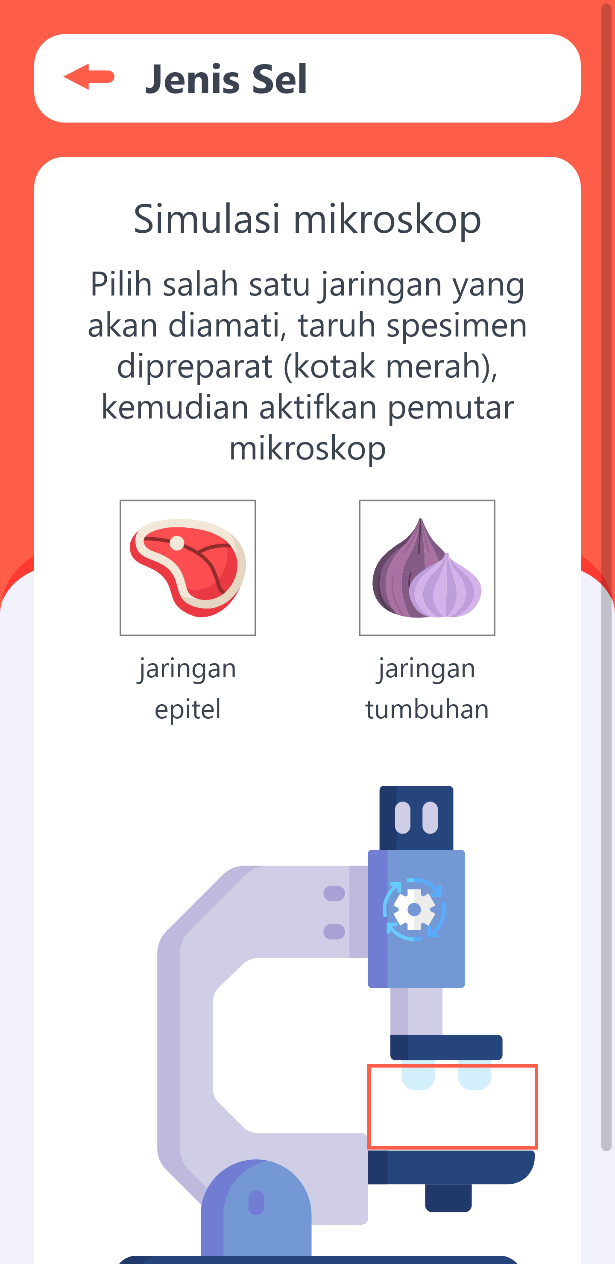 Jenis Sel
Simulasi mikroskop
Pilih salah satu jaringan yang
akan diamati, taruh spesimen
dipreparat (kotak merah),
kemudian aktifkan pemutar
mikroskop
jaringan
epitel
jaringan
tumbuhan